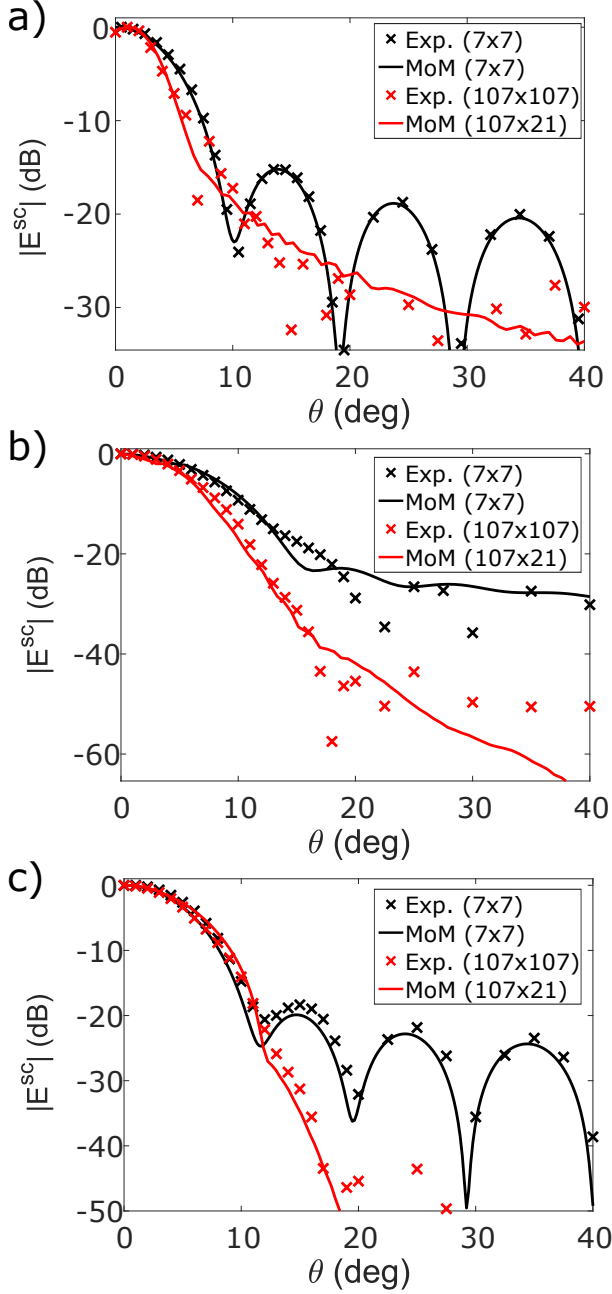 a)
0
-10
-20
-30
|E^sc| (dB)
× Exp. (7x7)
MoM (7x7)
× Exp. (107x107)
MoM (107x21)
0 10 20 30 40
θ (deg)
b)
0
-20
-40
-60
|E^sc| (dB)
× Exp. (7x7)
MoM (7x7)
× Exp. (107x107)
MoM (107x21)
0 10 20 30 40
θ (deg)
c)
0
-10
-20
-30
-40
-50
|E^sc| (dB)
× Exp. (7x7)
MoM (7x7)
× Exp. (107x107)
MoM (107x21)
0 10 20 30 40
θ (deg)